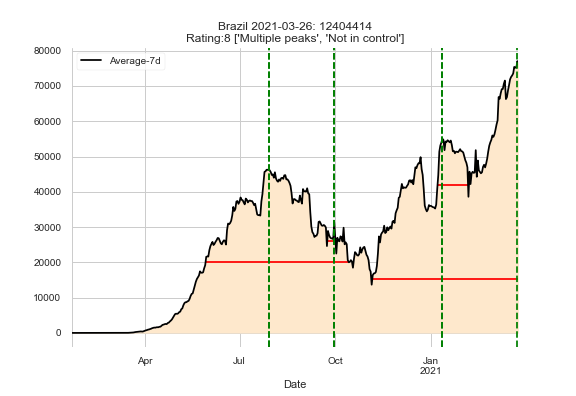 Brazil 2021-03-26: 12404414
Rating:8 ['Multiple peaks', 'Not in control']
Average-7d
80000
70000
60000
50000
40000
30000
20000
10000
0
Apr
Jul
Oct
Jan
2021
Date